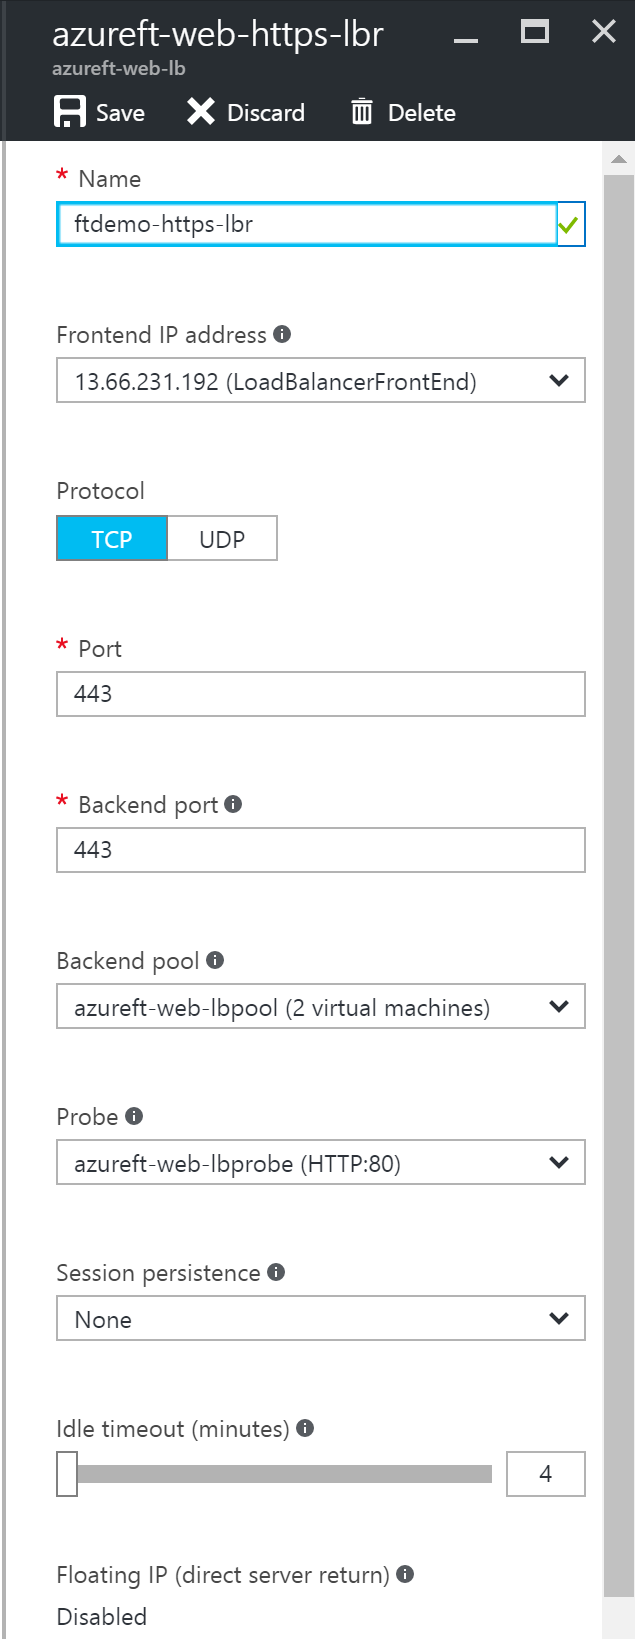 azureft-web-https-lbr
azureft-web-lb
Save Discard Delete
* Name
ftdemo-https-lbr
Frontend IP address
13.66.231.192 (LoadBalancerFrontEnd)
Protocol
TCP UDP
* Port
443
* Backend port
443
Backend pool
azureft-web-lbpool (2 virtual machines)
Probe
azureft-web-lbprobe (HTTP:80)
Session persistence
None
Idle timeout (minutes)
4
Floating IP (direct server return)
Disabled